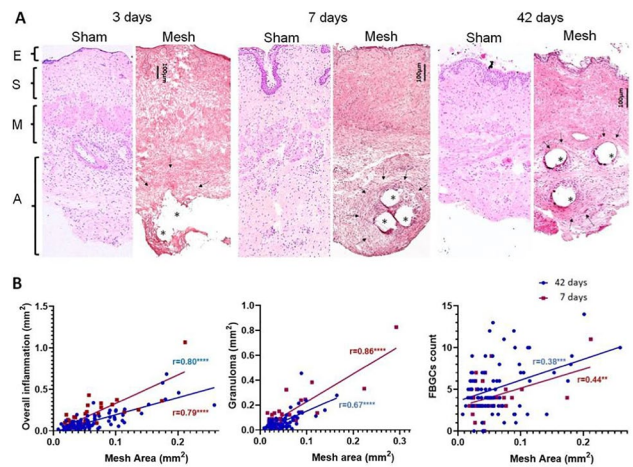 A
3 days
7 days
42 days
Sham
Mesh
Sham
Mesh
Sham
Mesh
E
S
M
A
100μm
100μm
100μm
*
*
*
*
*
*
*
*
B
42 days
7 days
Overall inflammation (mm²)
1.5
1.0
0.5
0.0
0.0
0.1
0.2
Mesh Area (mm²)
r=0.80****
r=0.79****
Granuloma (mm²)
1.0
0.8
0.6
0.4
0.2
0.0
0.0
0.1
0.2
0.3
Mesh area (mm²)
r=0.86****
r=0.67****
FBGCs count
15
10
5
0
0.0
0.1
0.2
Mesh Area (mm²)
r=0.38***
r=0.44**